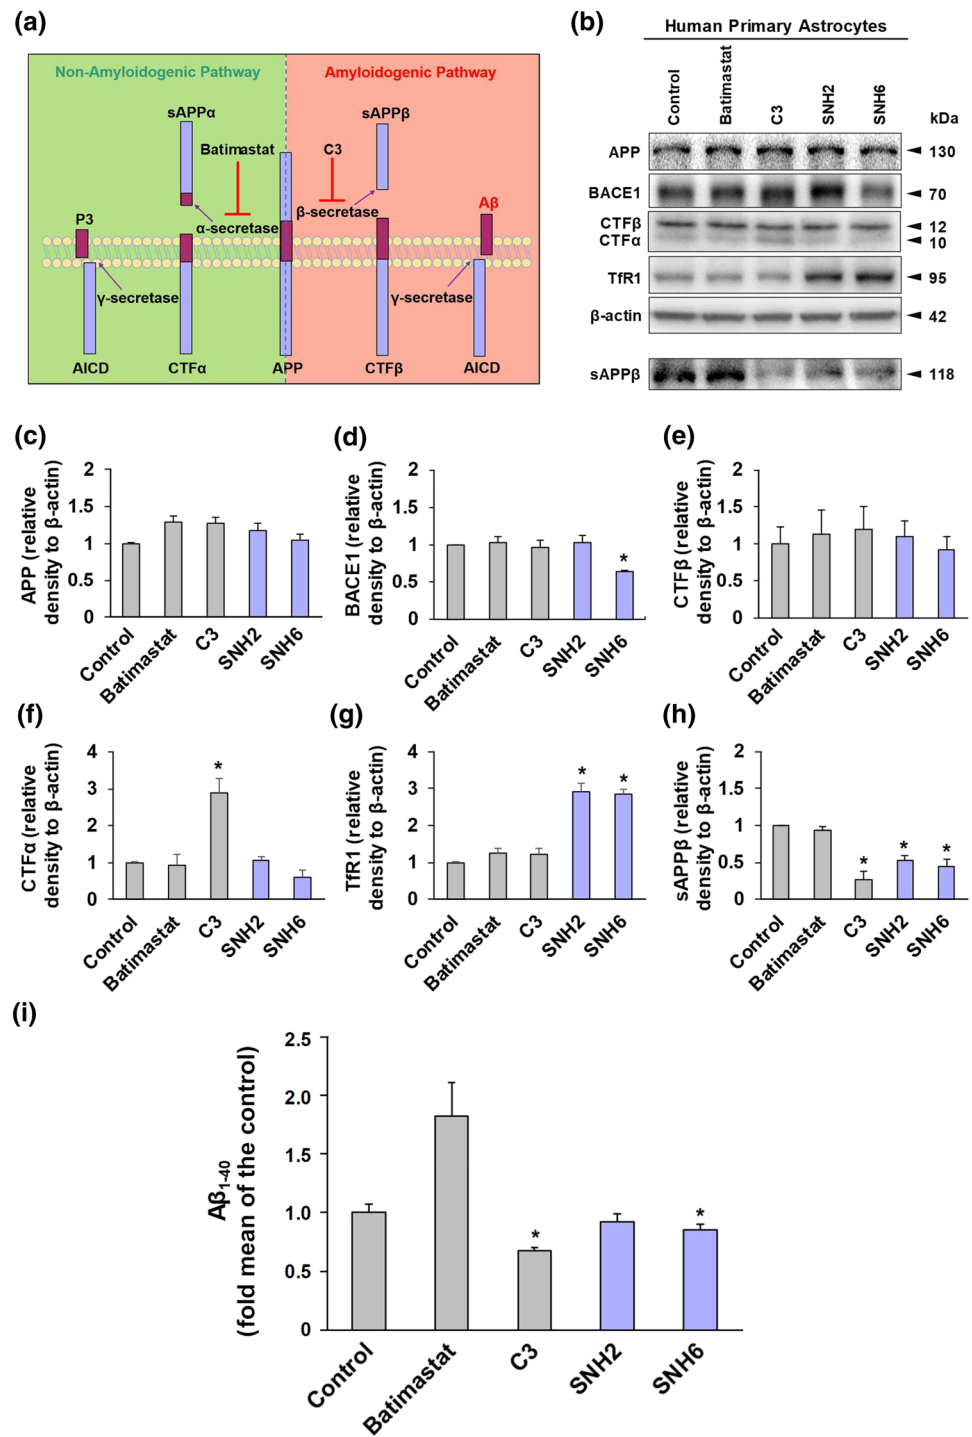 (a)
Non-Amyloidogenic Pathway
Amyloidogenic Pathway
sAPPα
sAPPβ
Batimastat
C3
P3
α-secretase
β-secretase
Aβ
γ-secretase
γ-secretase
AICD
CTFα
APP
CTFβ
AICD
(b)
Human Primary Astrocytes
Control
Batimastat
C3
SNH2
SNH6
kDa
APP
130
BACE1
70
CTFβ
12
CTFα
10
TfR1
95
β-actin
42
sAPPβ
118
(c)
APP (relative
density to β-actin)
2
1.5
1
0.5
0
Control
Batimastat
C3
SNH2
SNH6
(d)
BACE1 (relative
density to β-actin)
2
1.5
1
0.5
0
*
Control
Batimastat
C3
SNH2
SNH6
(e)
CTFβ (relative
density to β-actin)
2
1.5
1
0.5
0
Control
Batimastat
C3
SNH2
SNH6
(f)
CTFα (relative
density to β-actin)
4
3
2
1
0
*
Control
Batimastat
C3
SNH2
SNH6
(g)
TfR1 (relative
density to β-actin)
4
3
2
1
0
*
*
Control
Batimastat
C3
SNH2
SNH6
(h)
sAPPβ (relative
density to β-actin)
2
1.5
1
0.5
0
*
*
*
Control
Batimastat
C3
SNH2
SNH6
(i)
Aβ1-40
(fold mean of the control)
2.5
2.0
1.5
1.0
0.5
0
*
*
Control
Batimastat
C3
SNH2
SNH6